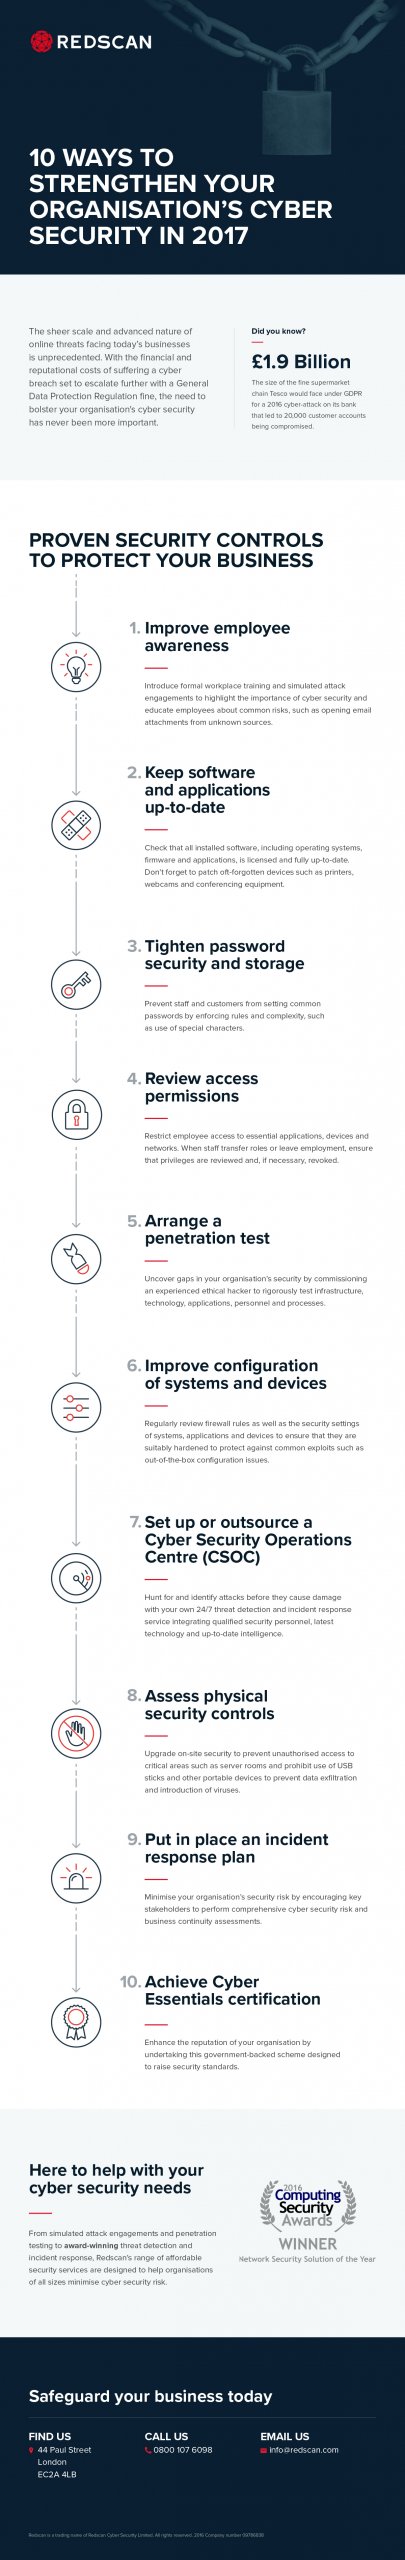 REDSCAN
10 WAYS TO
STRENGTHEN YOUR
ORGANISATION'S CYBER
SECURITY IN 2017
The sheer scale and advanced nature of
online threats facing today's businesses
is unprecedented. With the financial and
reputational costs of suffering a cyber
breach set to escalate further with a General
Data Protection Regulation fine, the need to
bolster your organisation's cyber security
has never been more important.
Did you know?
£1.9 Billion
The size of the fine supermarket
chain Tesco would face under GDPR
for a 2016 cyber-attack on its bank
that led to 20,000 customer accounts
being compromised.
PROVEN SECURITY CONTROLS
TO PROTECT YOUR BUSINESS
1. Improve employee
awareness
Introduce formal workplace training and simulated attack
engagements to highlight the importance of cyber security and
educate employees about common risks, such as opening email
attachments from unknown sources.
2. Keep software
and applications
up-to-date
Check that all installed software, including operating systems,
firmware and applications, is licensed and fully up-to-date.
Don't forget to patch oft-forgotten devices such as printers,
webcams and conferencing equipment.
3. Tighten password
security and storage
Prevent staff and customers from setting common
passwords by enforcing rules and complexity, such
as use of special characters.
4. Review access
permissions
Restrict employee access to essential applications, devices and
networks. When staff transfer roles or leave employment, ensure
that privileges are reviewed and, if necessary, revoked.
5. Arrange a
penetration test
Uncover gaps in your organisation's security by commissioning
an experienced ethical hacker to rigorously test infrastructure,
technology, applications, personnel and processes.
6. Improve configuration
of systems and devices
Regularly review firewall rules as well as the security settings
of systems, applications and devices to ensure that they are
suitably hardened to protect against common exploits such as
out-of-the-box configuration issues.
7. Set up or outsource a
Cyber Security Operations
Centre (CSOC)
Hunt for and identify attacks before they cause damage
with your own 24/7 threat detection and incident response
service integrating qualified security personnel, latest
technology and up-to-date intelligence.
8. Assess physical
security controls
Upgrade on-site security to prevent unauthorised access to
critical areas such as server rooms and prohibit use of USB
sticks and other portable devices to prevent data exfiltration
and introduction of viruses.
9. Put in place an incident
response plan
Minimise your organisation's security risk by encouraging key
stakeholders to perform comprehensive cyber security risk and
business continuity assessments.
10. Achieve Cyber
Essentials certification
Enhance the reputation of your organisation by
undertaking this government-backed scheme designed
to raise security standards.
Here to help with your
cyber security needs
From simulated attack engagements and penetration
testing to award-winning threat detection and
incident response, Redscan's range of affordable
security services are designed to help organisations
of all sizes minimise cyber security risk.
2016
Computing
Security
Awards
WINNER
Network Security Solution of the Year
Safeguard your business today
FIND US
44 Paul Street
London
EC2A 4LB
CALL US
0800 107 6098
EMAIL US
info@redscan.com
Redscan is a trading name of Redscan Cyber Security Limited. All rights reserved. 2016 Company number